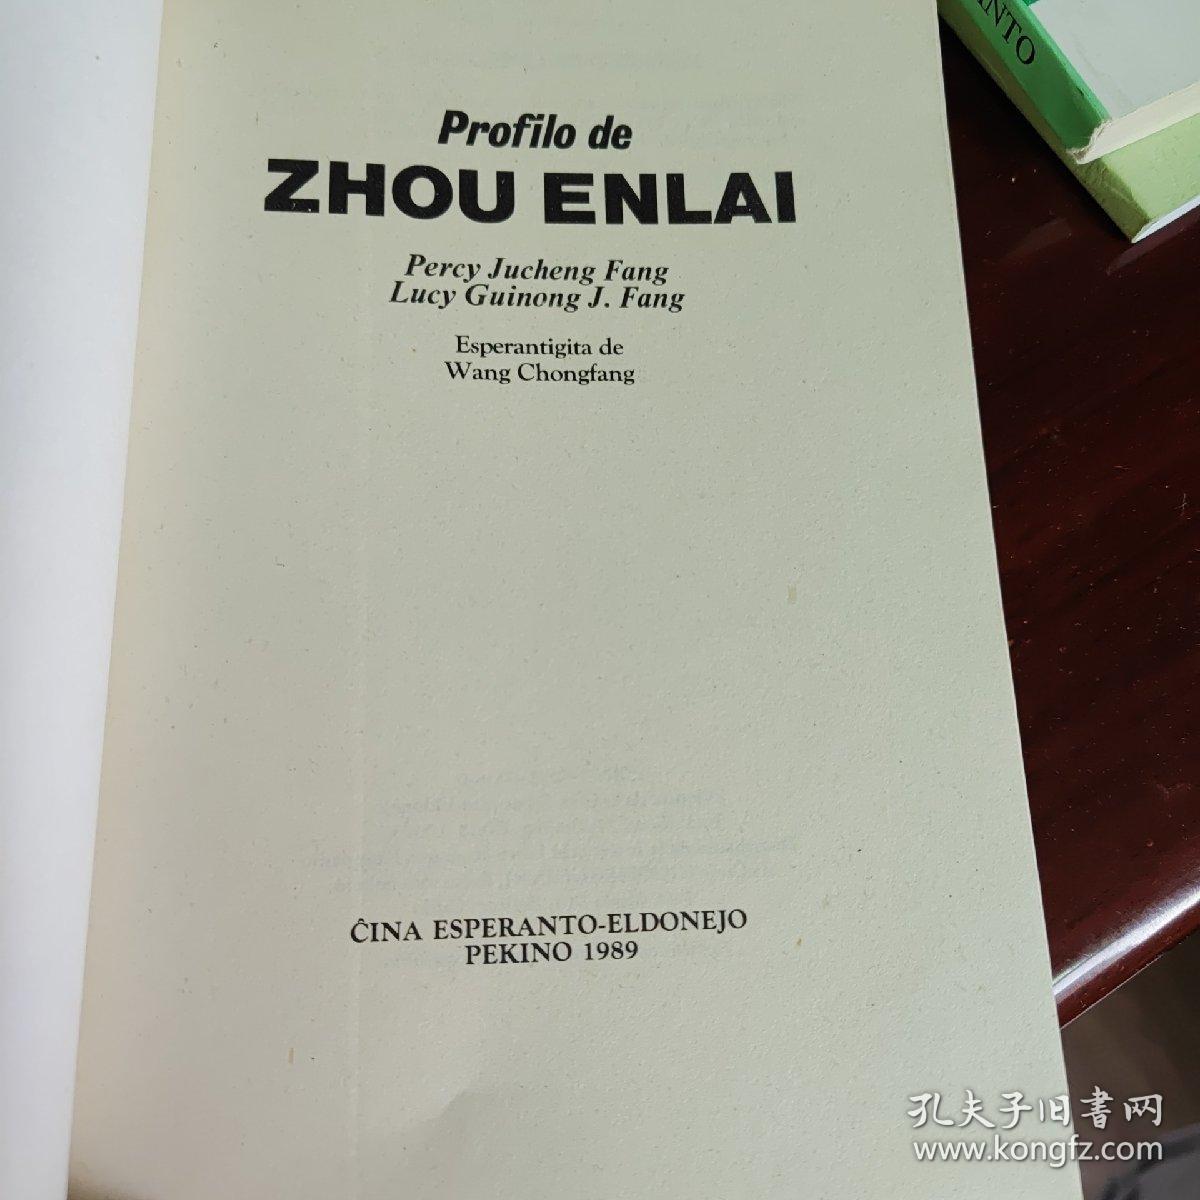 Profilo de
ZHOU ENLAI
Percy Jucheng Fang
Lucy Guinong J. Fang
Esperantigita de
Wang Chongfang
ĈINA ESPERANTO-ELDONEJO
PEKINO 1989
孔夫子旧书网
www.kongfz.com